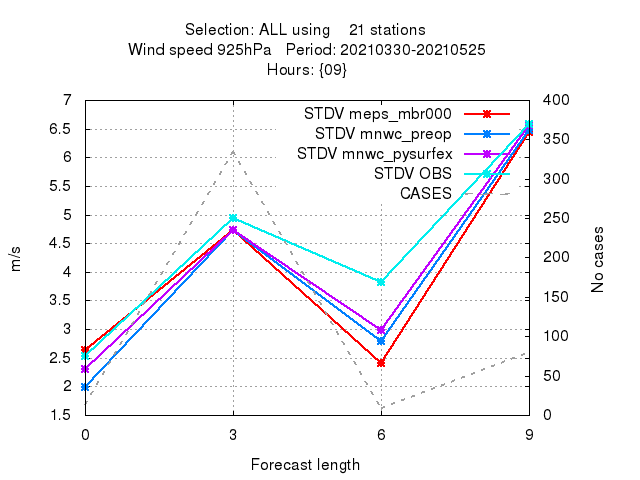 Selection: ALL using 21 stations
Wind speed 925hPa Period: 20210330-20210525
Hours: {09}
7
6.5
6
5.5
5
4.5
4
3.5
3
2.5
2
1.5
m/s
STDV meps_mbr000
STDV mnwc_preop
STDV mnwc_pysurfex
STDV OBS
CASES
400
350
300
250
200
150
100
50
0
No cases
0 3 6 9
Forecast length